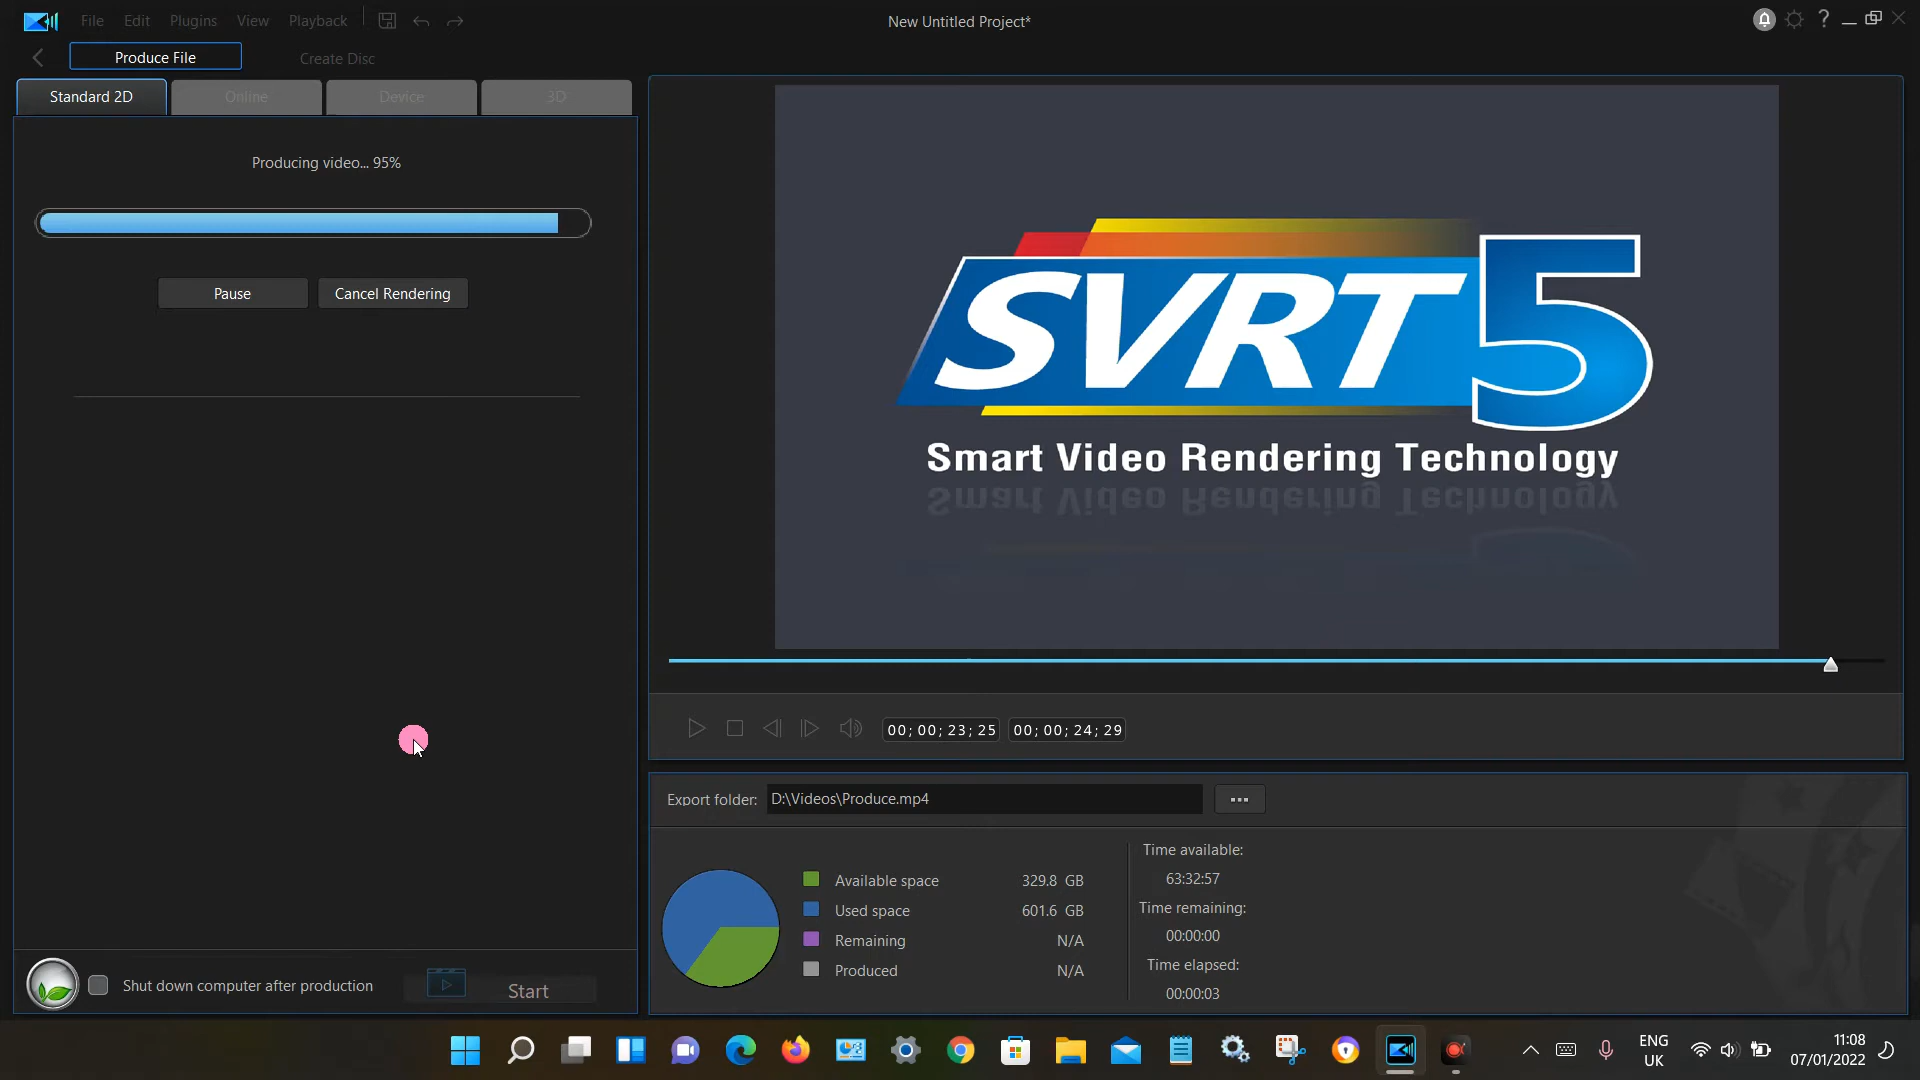 File Edit Plugins View Playback
New Untitled Project*
?
Produce File
Create Disc
Standard 2D
Online
Device
3D
Producing video... 95%
Pause
Cancel Rendering
SVRT5
Smart Video Rendering Technology
00; 00; 23; 25
00; 00; 24; 29
Export folder:
D:\Videos\Produce.mp4
...
Available space 329.8 GB
Used space 601.6 GB
Remaining N/A
Produced N/A
Time available:
63:32:57
Time remaining:
00:00:00
Time elapsed:
00:00:03
Shut down computer after production
Start
ENG
UK
11:08
07/01/2022